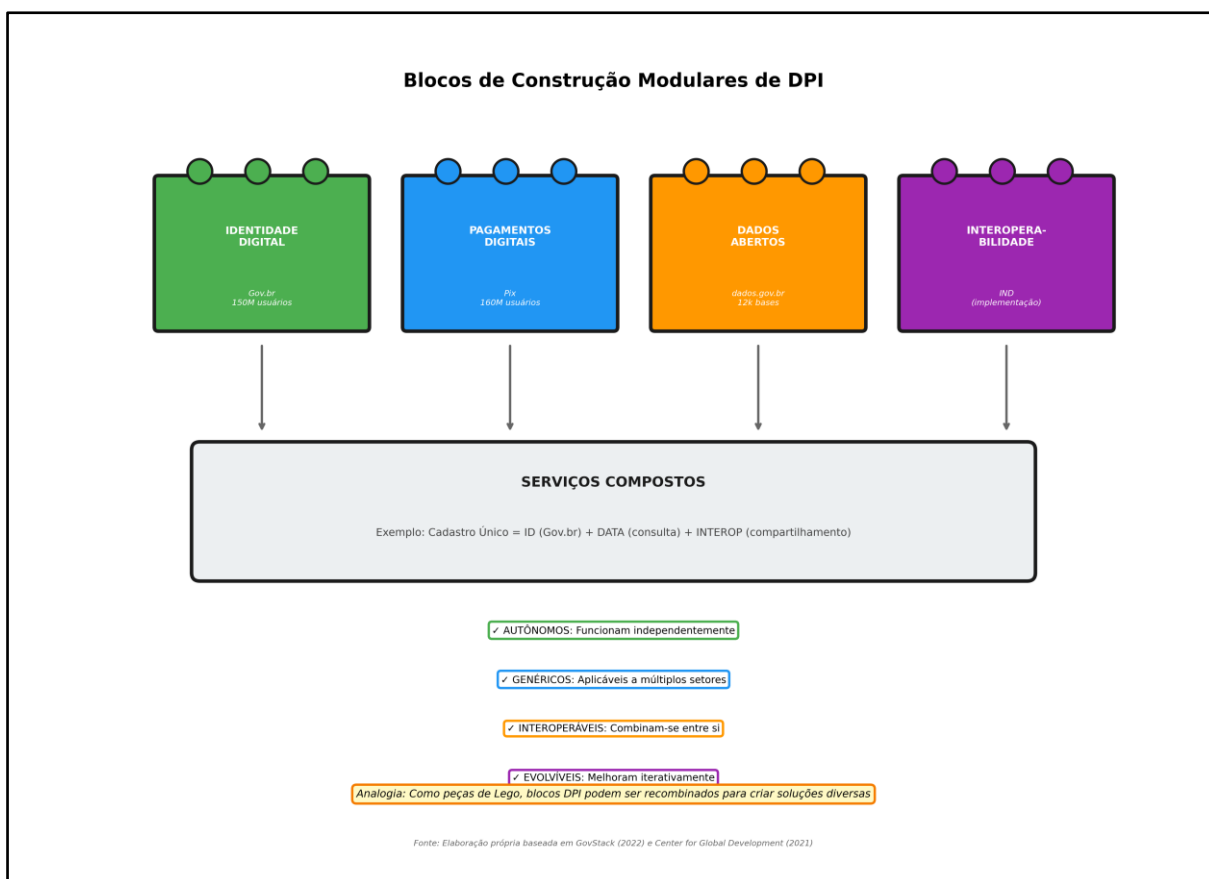 Blocos de Construção Modulares de DPI
IDENTIDADE
DIGITAL
Gov.br
150M usuários
PAGAMENTOS
DIGITAIS
Pix
160M usuários
DADOS
ABERTOS
dados.gov.br
12k bases
INTEROPERA-
BILIDADE
IND
(implementação)
SERVIÇOS COMPOSTOS
Exemplo: Cadastro Único = ID (Gov.br) + DATA (consulta) + INTEROP (compartilhamento)
✓ AUTÔNOMOS: Funcionam independentemente
✓ GENÉRICOS: Aplicáveis a múltiplos setores
✓ INTEROPERÁVEIS: Combinam-se entre si
✓ EVOLVÍVEIS: Melhoram iterativamente
Analogia: Como peças de Lego, blocos DPI podem ser recombinados para criar soluções diversas
Fonte: Elaboração própria baseada em GovStack (2022) e Center for Global Development (2021)